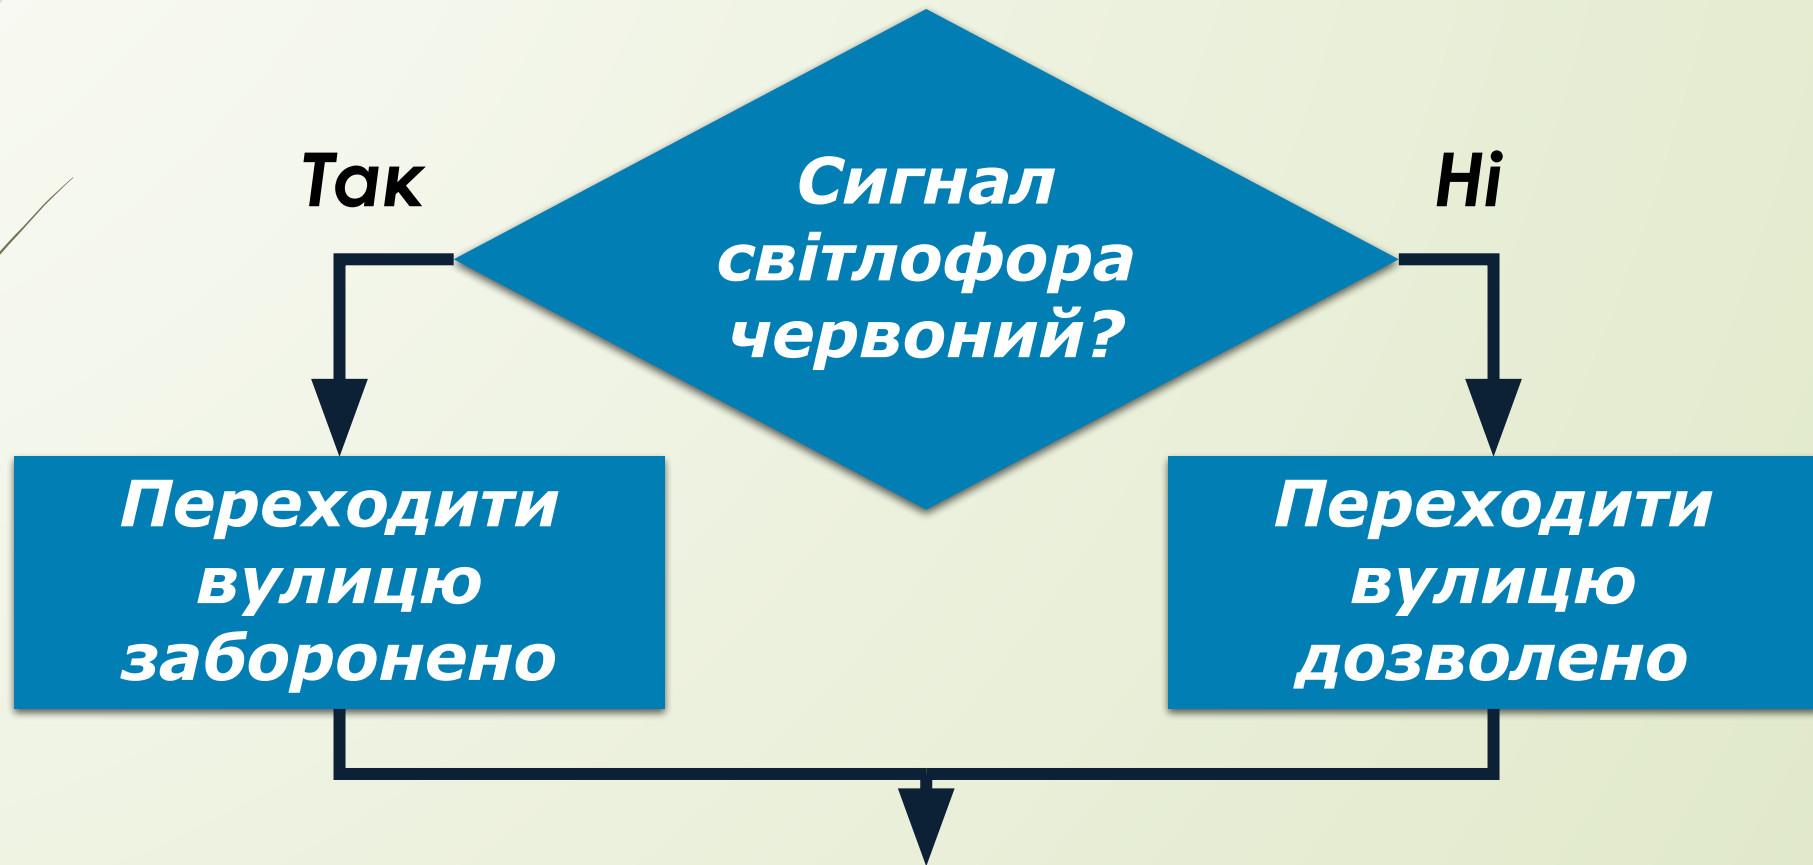 Так
Сигнал
світлофора
червоний?
Ні
Переходити
вулицю
заборонено
Переходити
вулицю
дозволено